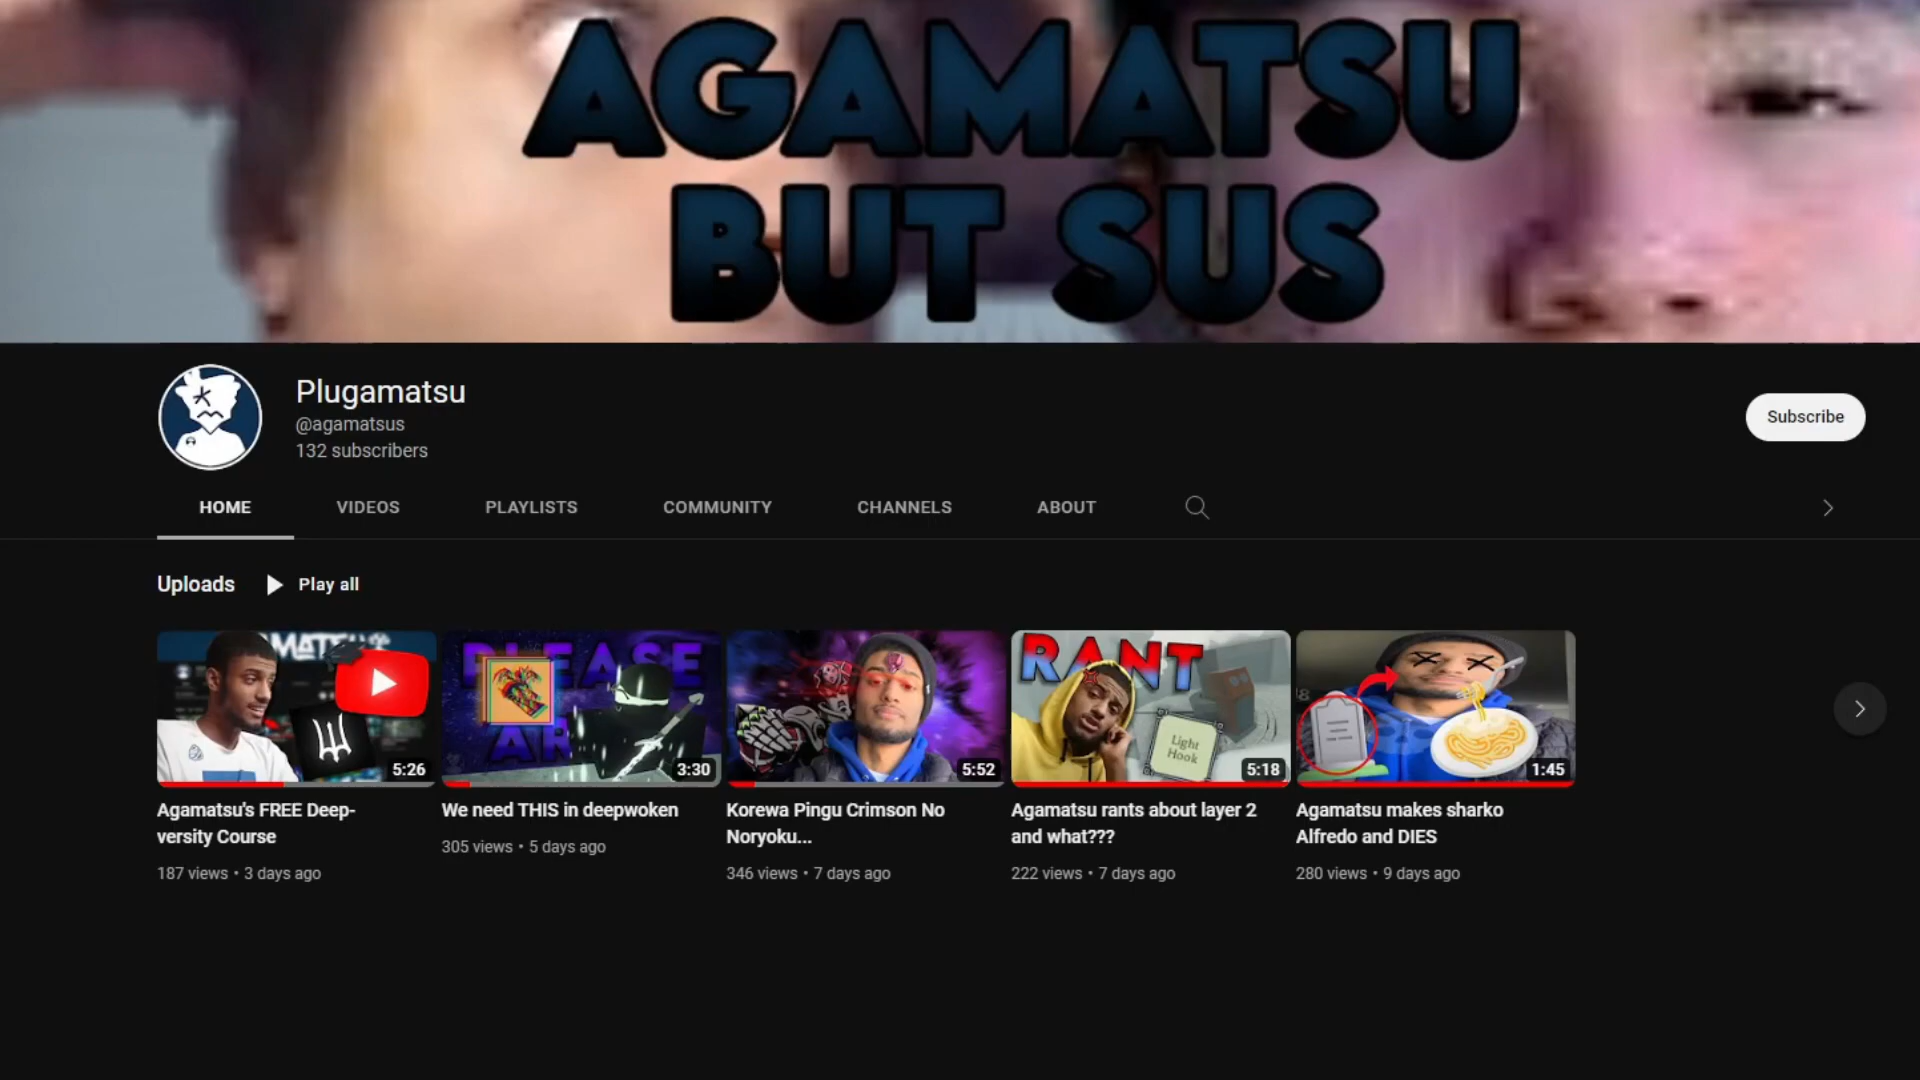 AGAMATSU
BUT SUS
Plugamatsu
@agamatsus
132 subscribers
Subscribe
HOME VIDEOS PLAYLISTS COMMUNITY CHANNELS ABOUT
Uploads Play all
5:26
PLEASE
3:30
5:52
RANT
Light
Hook
5:18
1:45
Agamatsu's FREE Deep-
versity Course
187 views • 3 days ago
We need THIS in deepwoken
305 views • 5 days ago
Korewa Pingu Crimson No
Noryoku...
346 views • 7 days ago
Agamatsu rants about layer 2
and what???
222 views • 7 days ago
Agamatsu makes sharko
Alfredo and DIES
280 views • 9 days ago